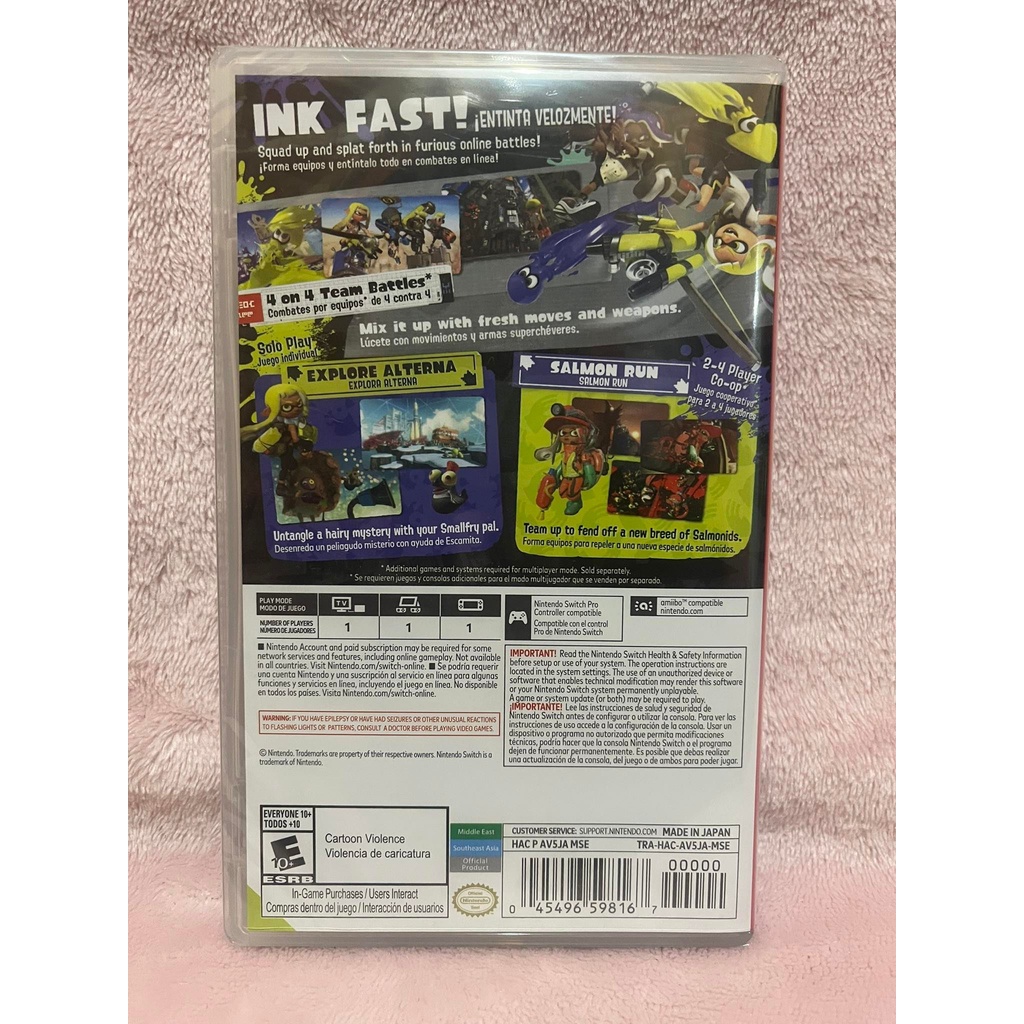 INK FAST! ¡ENTINTA VELOZMENTE!
Squad up and splat forth in furious online battles!
¡Forma equipos y entíntalo todo en combates en línea!
4 on 4 Team Battles*
Combates por equipos* de 4 contra 4
Mix it up with fresh moves and weapons.
Lúcete con movimientos y armas superchéveres.
Solo Play
Juego individual
EXPLORE ALTERNA
EXPLORA ALTERNA
Untangle a hairy mystery with your Smallfry pal.
Desenreda un peliagudo misterio con ayuda de Escamita.
SALMON RUN
SALMON RUN
2-4 Player
Co-op*
Juego cooperativo
para 2 a 4 jugadores
Team up to fend off a new breed of Salmonids.
Forma equipos para repeler a una nueva especie de salmónidos.
* Additional games and systems required for multiplayer mode. Sold separately.
* Se requieren juegos y consolas adicionales para el modo multijugador que se venden por separado.
PLAY MODE
MODO DE JUEGO
TV
NUMBER OF PLAYERS
NÚMERO DE JUGADORES
1 1 1
Nintendo Switch Pro
Controller compatible
Compatible con el control
Pro de Nintendo Switch
amiibo™ compatible
nintendo.com
■ Nintendo Account and paid subscription may be required for some
network services and features, including online gameplay. Not available
in all countries. Visit Nintendo.com/switch-online. ■ Se podría requerir
una cuenta Nintendo y una suscripción al servicio en línea para algunas
funciones y servicios en línea, incluyendo el juego en línea. No disponible
en todos los países. Visita Nintendo.com/switch-online.
WARNING: IF YOU HAVE EPILEPSY OR HAVE HAD SEIZURES OR OTHER UNUSUAL REACTIONS
TO FLASHING LIGHTS OR PATTERNS, CONSULT A DOCTOR BEFORE PLAYING VIDEO GAMES.
© Nintendo. Trademarks are property of their respective owners. Nintendo Switch is a
trademark of Nintendo.
IMPORTANT! Read the Nintendo Switch Health & Safety Information
before setup or use of your system. The operation instructions are
located in the system settings. The use of an unauthorized device or
software that enables technical modification may render this software
or your Nintendo Switch system permanently unplayable.
A game or system update (or both) may be required to play.
¡IMPORTANTE! Lee las instrucciones de salud y seguridad de
Nintendo Switch antes de configurar o utilizar la consola. Para ver las
instrucciones de uso accede a la configuración de la consola. Usar un
dispositivo o programa no autorizado que permita modificaciones
técnicas, podría hacer que la consola Nintendo Switch o el programa
dejen de funcionar permanentemente. Es posible que debas realizar
una actualización de la consola, del juego o de ambos para poder jugar.
EVERYONE 10+
TODOS +10
E
10+
ESRB
Cartoon Violence
Violencia de caricatura
In-Game Purchases / Users Interact
Compras dentro del juego / Interacción de usuarios
Middle East
Southeast Asia
Official
Product
Official
Nintendo
Seal
CUSTOMER SERVICE: SUPPORT.NINTENDO.COM MADE IN JAPAN
HAC P AV5JA MSE TRA-HAC-AV5JA-MSE
00000
0 45496 59816 7